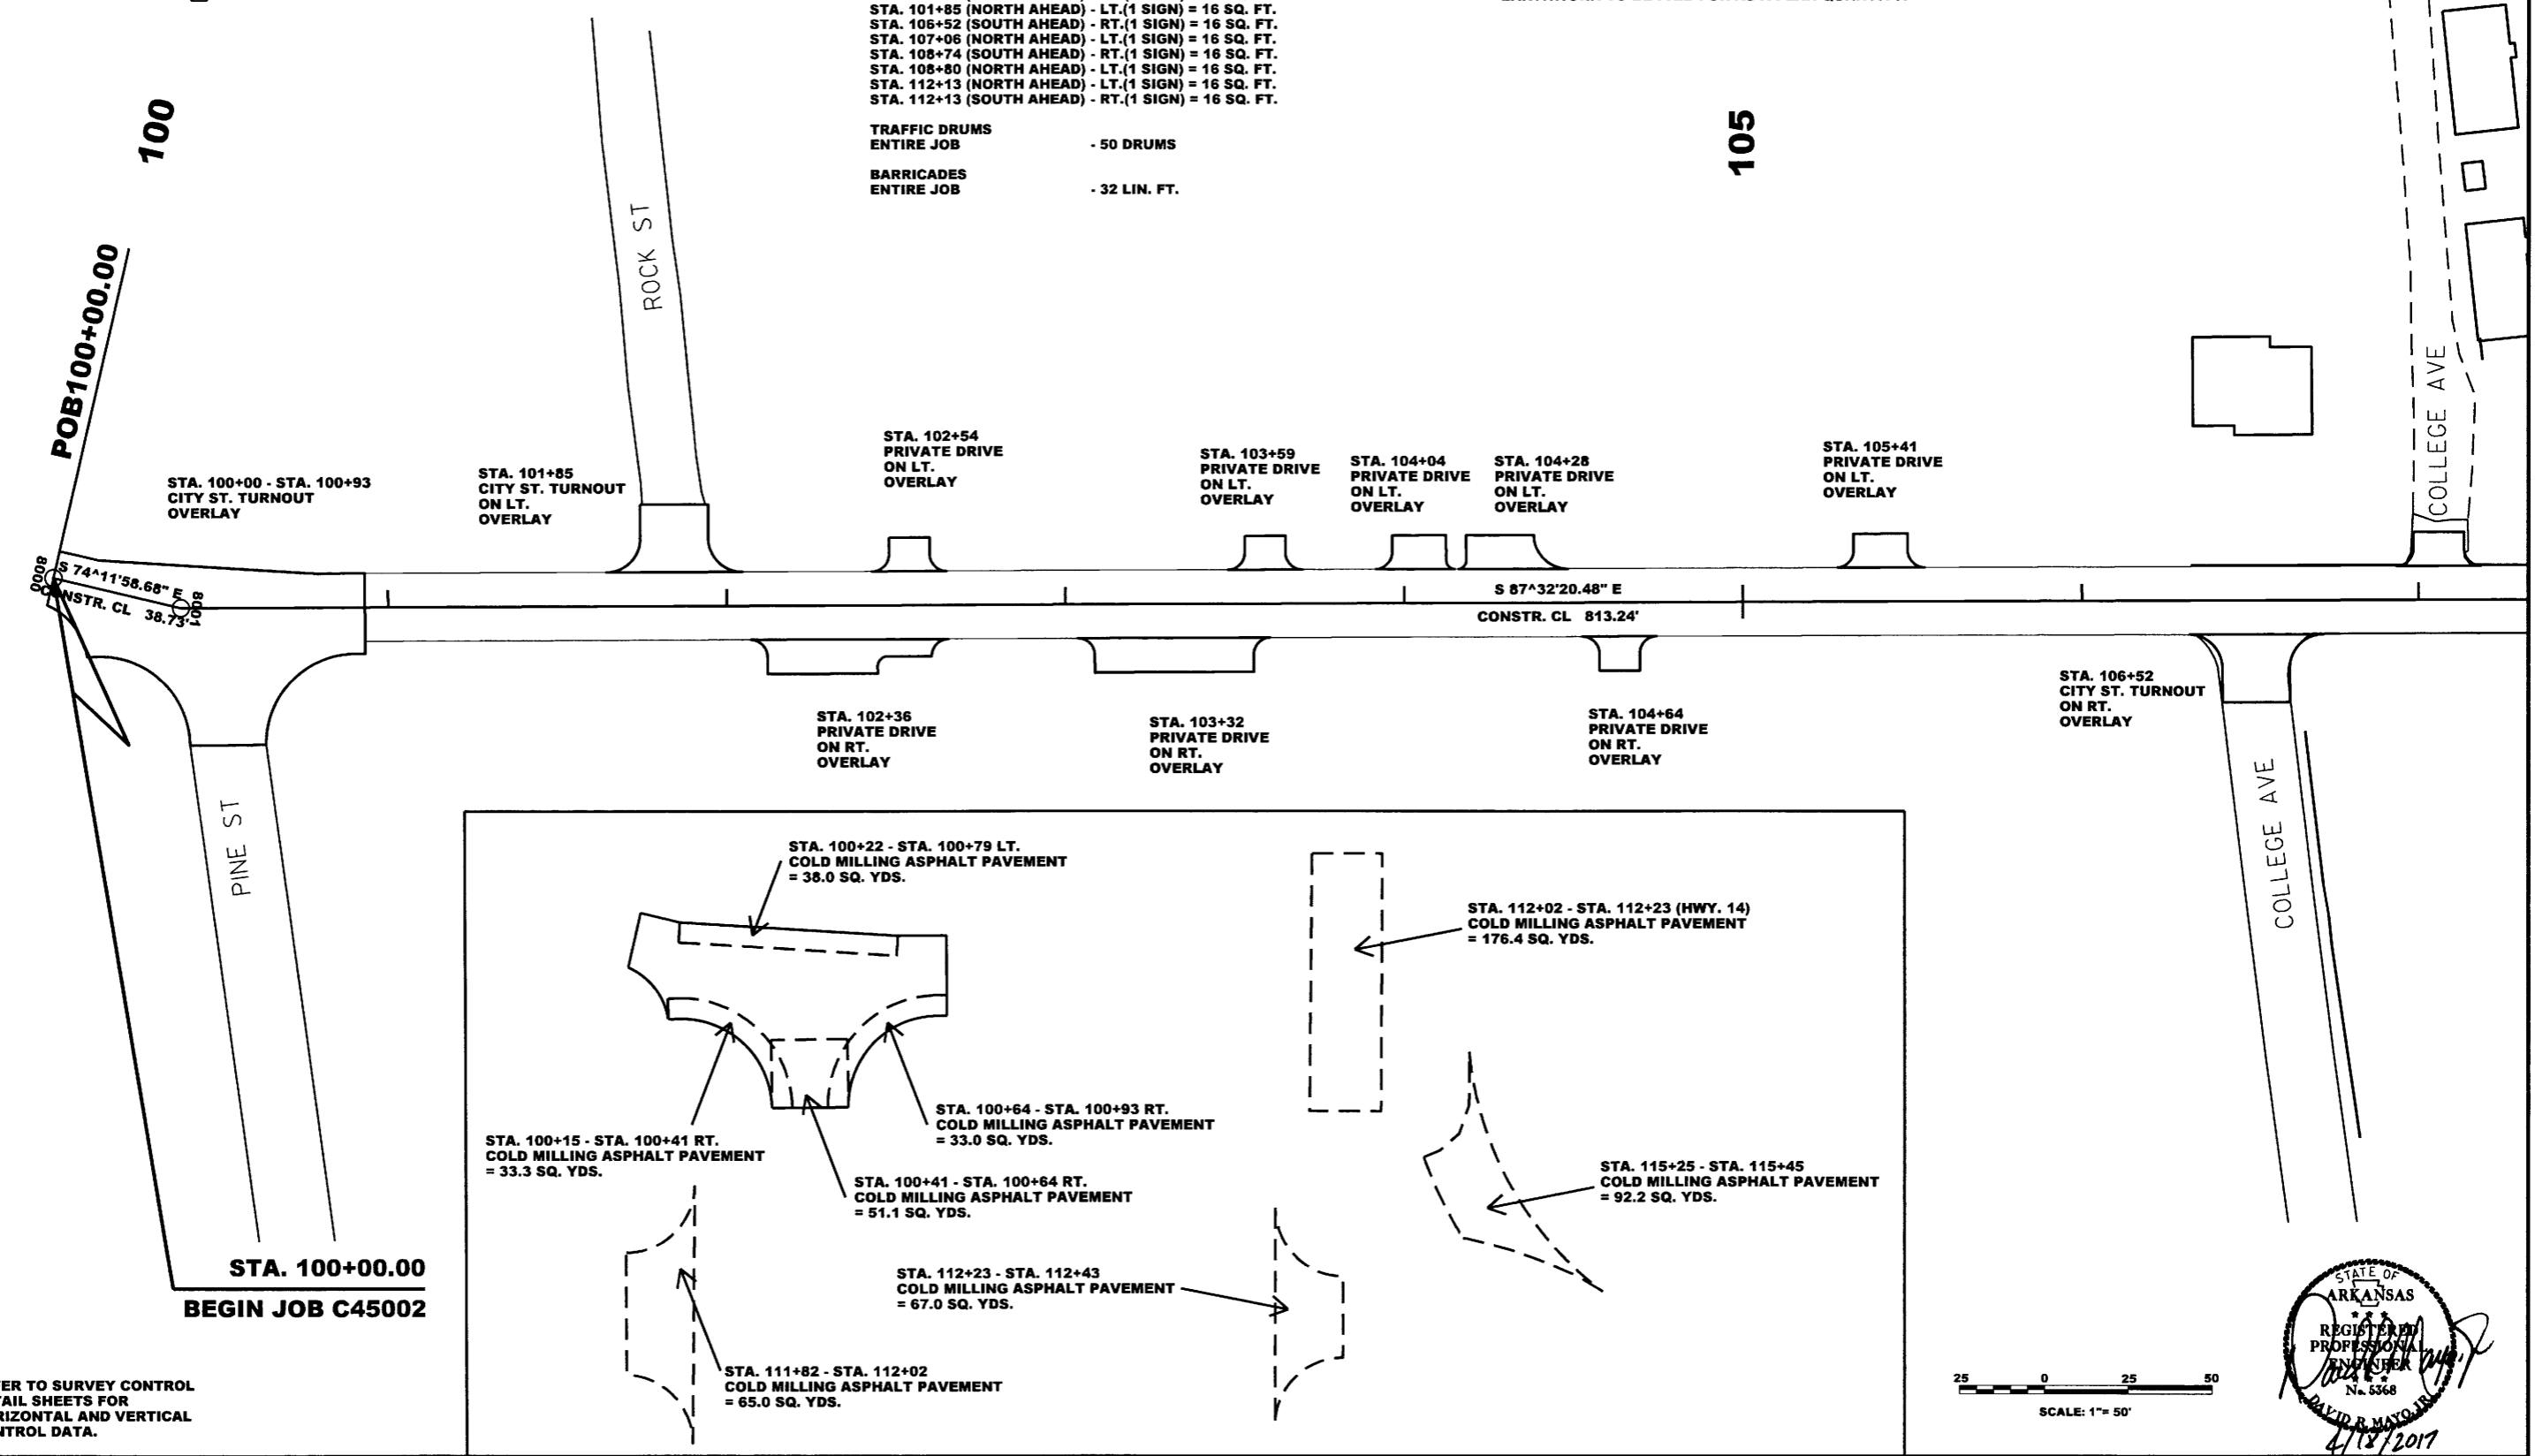 STA. 101+85 (NORTH AHEAD) - LT.(1 SIGN) = 16 SQ. FT.
STA. 106+52 (SOUTH AHEAD) - RT.(1 SIGN) = 16 SQ. FT.
STA. 107+06 (NORTH AHEAD) - LT.(1 SIGN) = 16 SQ. FT.
STA. 108+74 (SOUTH AHEAD) - RT.(1 SIGN) = 16 SQ. FT.
STA. 108+80 (NORTH AHEAD) - LT.(1 SIGN) = 16 SQ. FT.
STA. 112+13 (NORTH AHEAD) - LT.(1 SIGN) = 16 SQ. FT.
STA. 112+13 (SOUTH AHEAD) - RT.(1 SIGN) = 16 SQ. FT.
TRAFFIC DRUMS
ENTIRE JOB - 50 DRUMS
BARRICADES
ENTIRE JOB - 32 LIN. FT.
100
105
POB100+00.00
ROCK ST
COLLEGE AVE
STA. 100+00 - STA. 100+93
CITY ST. TURNOUT
OVERLAY
STA. 101+85
CITY ST. TURNOUT
ON LT.
OVERLAY
STA. 102+54
PRIVATE DRIVE
ON LT.
OVERLAY
STA. 103+59
PRIVATE DRIVE
ON LT.
OVERLAY
STA. 104+04
PRIVATE DRIVE
ON LT.
OVERLAY
STA. 104+28
PRIVATE DRIVE
ON LT.
OVERLAY
STA. 105+41
PRIVATE DRIVE
ON LT.
OVERLAY
8000
S 74^11'58.68" E
CONSTR. CL 38.73'
8001
S 87^32'20.48" E
CONSTR. CL 813.24'
STA. 102+36
PRIVATE DRIVE
ON RT.
OVERLAY
STA. 103+32
PRIVATE DRIVE
ON RT.
OVERLAY
STA. 104+64
PRIVATE DRIVE
ON RT.
OVERLAY
STA. 106+52
CITY ST. TURNOUT
ON RT.
OVERLAY
PINE ST
COLLEGE AVE
STA. 100+22 - STA. 100+79 LT.
COLD MILLING ASPHALT PAVEMENT
= 38.0 SQ. YDS.
STA. 112+02 - STA. 112+23 (HWY. 14)
COLD MILLING ASPHALT PAVEMENT
= 176.4 SQ. YDS.
STA. 100+64 - STA. 100+93 RT.
COLD MILLING ASPHALT PAVEMENT
= 33.0 SQ. YDS.
STA. 100+15 - STA. 100+41 RT.
COLD MILLING ASPHALT PAVEMENT
= 33.3 SQ. YDS.
STA. 100+41 - STA. 100+64 RT.
COLD MILLING ASPHALT PAVEMENT
= 51.1 SQ. YDS.
STA. 115+25 - STA. 115+45
COLD MILLING ASPHALT PAVEMENT
= 92.2 SQ. YDS.
STA. 112+23 - STA. 112+43
COLD MILLING ASPHALT PAVEMENT
= 67.0 SQ. YDS.
STA. 111+82 - STA. 112+02
COLD MILLING ASPHALT PAVEMENT
= 65.0 SQ. YDS.
STA. 100+00.00
BEGIN JOB C45002
ER TO SURVEY CONTROL
AIL SHEETS FOR
RIZONTAL AND VERTICAL
NTROL DATA.
25 0 25 50
SCALE: 1"= 50'
STATE OF
ARKANSAS
REGISTERED
PROFESSIONAL
ENGINEER
No. 5368
DAVID R. MAYO, JR.
4/18/2017